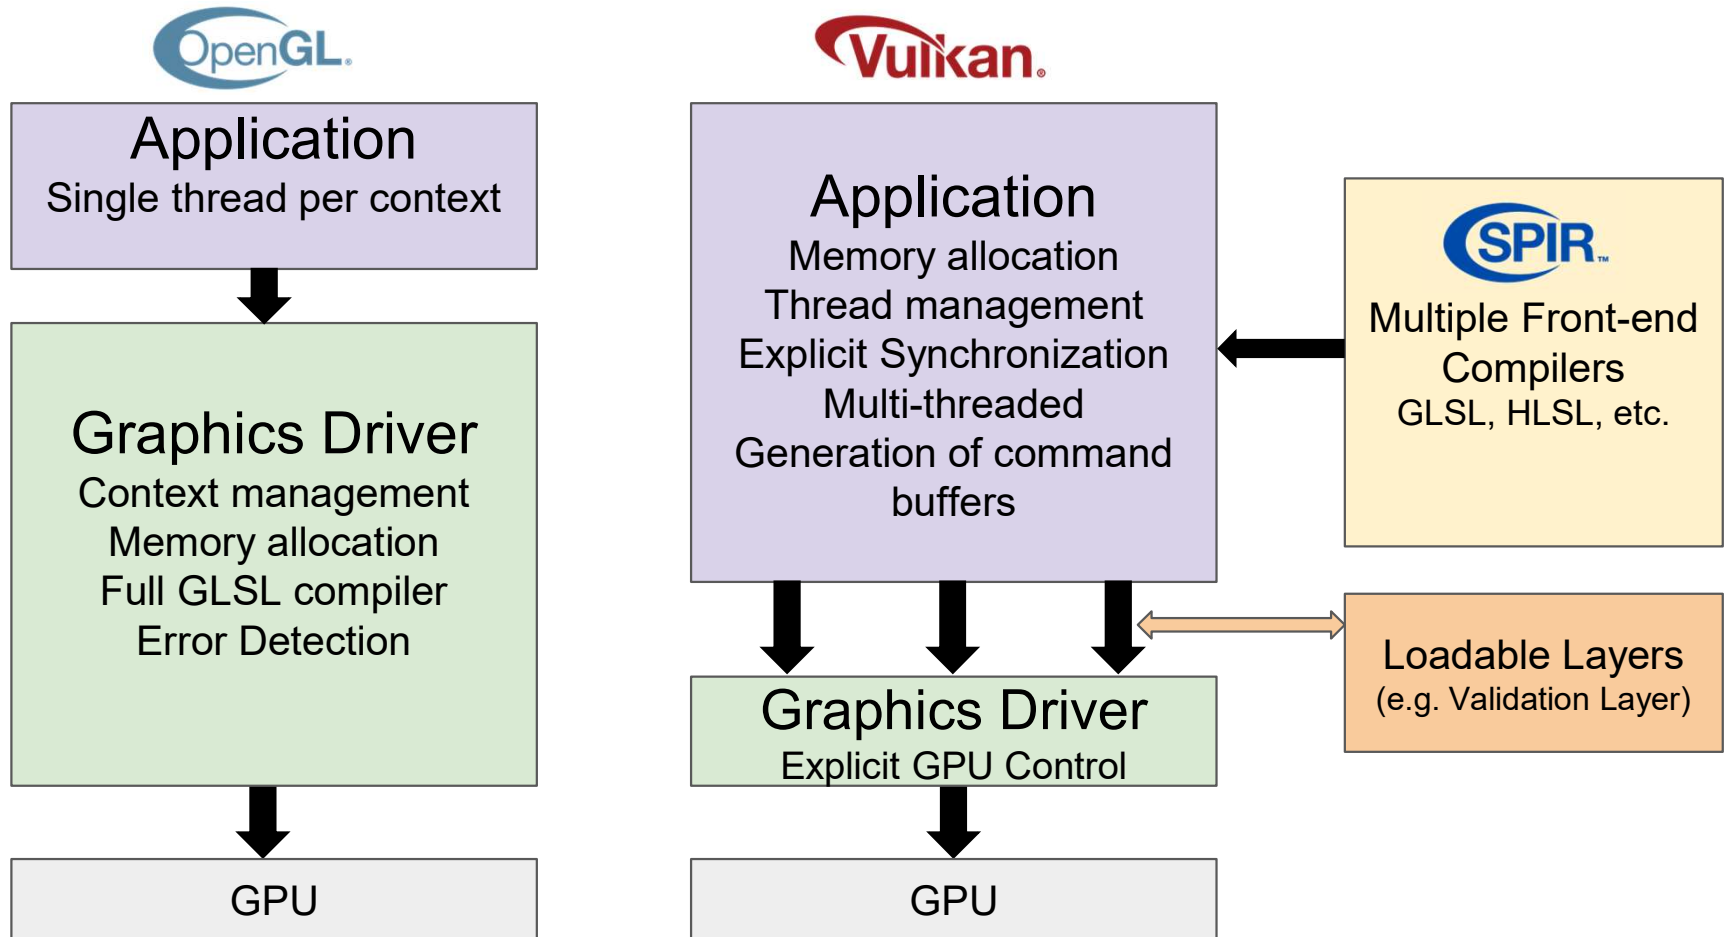 OpenGL®
Application
Single thread per context
Graphics Driver
Context management
Memory allocation
Full GLSL compiler
Error Detection
GPU
Vulkan®
Application
Memory allocation
Thread management
Explicit Synchronization
Multi-threaded
Generation of command
buffers
Graphics Driver
Explicit GPU Control
GPU
SPIR™
Multiple Front-end
Compilers
GLSL, HLSL, etc.
Loadable Layers
(e.g. Validation Layer)